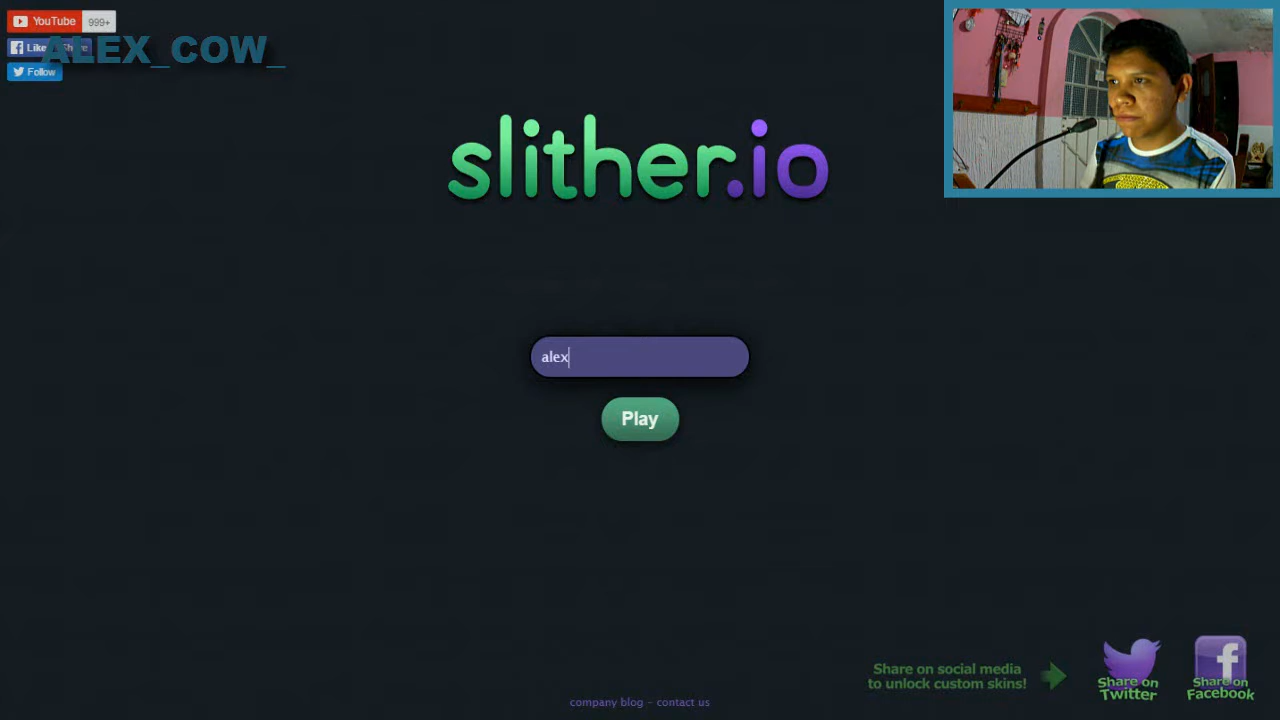 YouTube 999+
Like Share
ALEX_COW_
Follow
slither.io
alex
Play
Share on social media
to unlock custom skins!
Share on
Twitter
Share on
Facebook
company blog - contact us